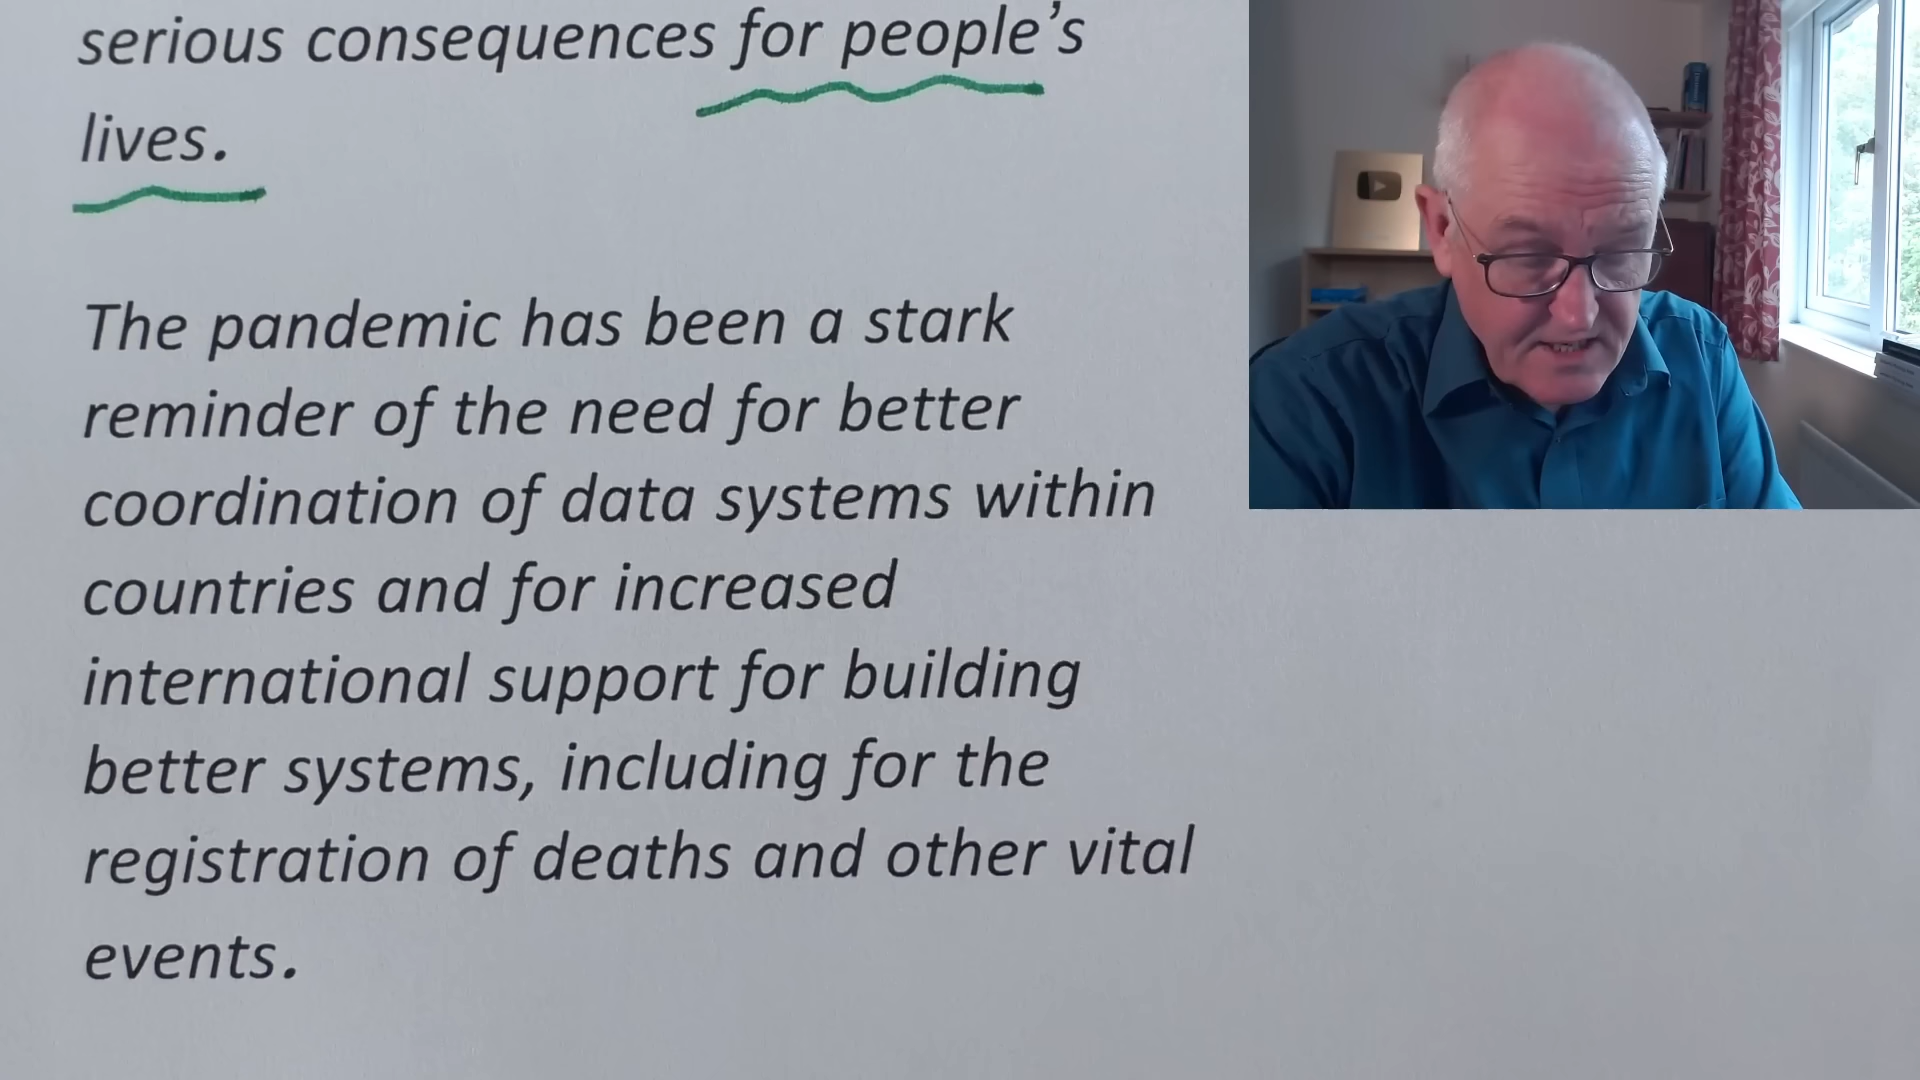 serious consequences for people's
lives.
The pandemic has been a stark
reminder of the need for better
coordination of data systems within
countries and for increased
international support for building
better systems, including for the
registration of deaths and other vital
events.